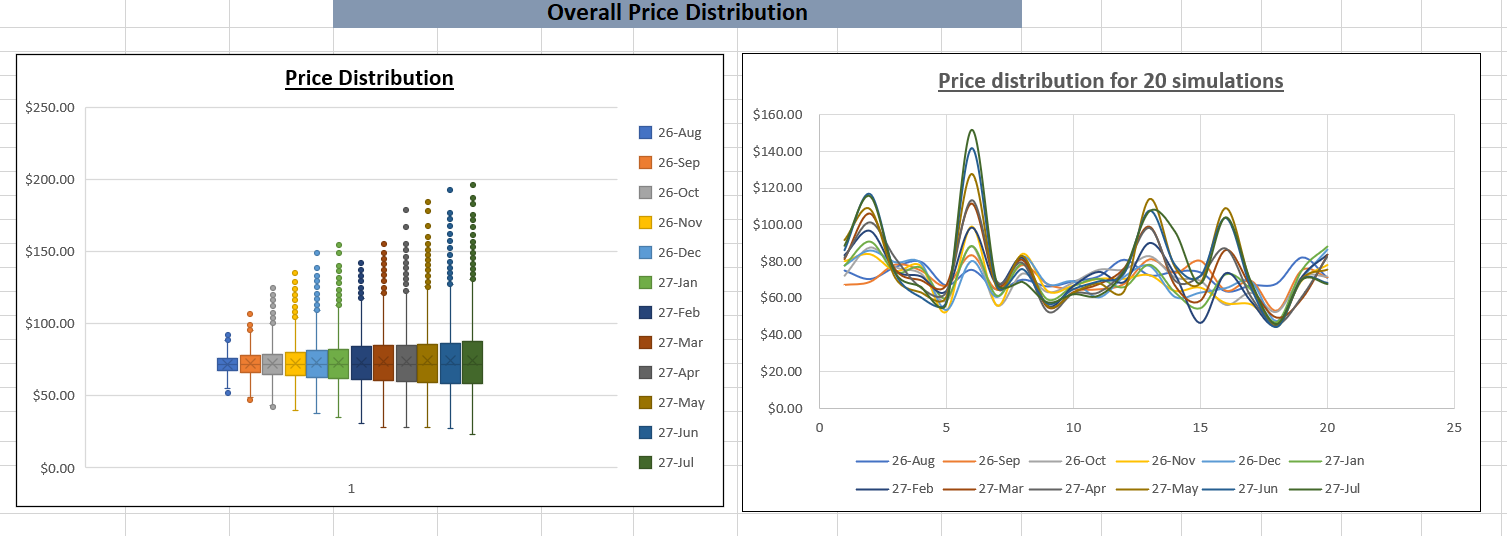 Overall Price Distribution
Price Distribution
$250.00
$200.00
$150.00
$100.00
$50.00
$0.00
1
26-Aug
26-Sep
26-Oct
26-Nov
26-Dec
27-Jan
27-Feb
27-Mar
27-Apr
27-May
27-Jun
27-Jul
Price distribution for 20 simulations
$160.00
$140.00
$120.00
$100.00
$80.00
$60.00
$40.00
$20.00
$0.00
0 5 10 15 20 25
26-Aug 26-Sep 26-Oct 26-Nov 26-Dec 27-Jan
27-Feb 27-Mar 27-Apr 27-May 27-Jun 27-Jul